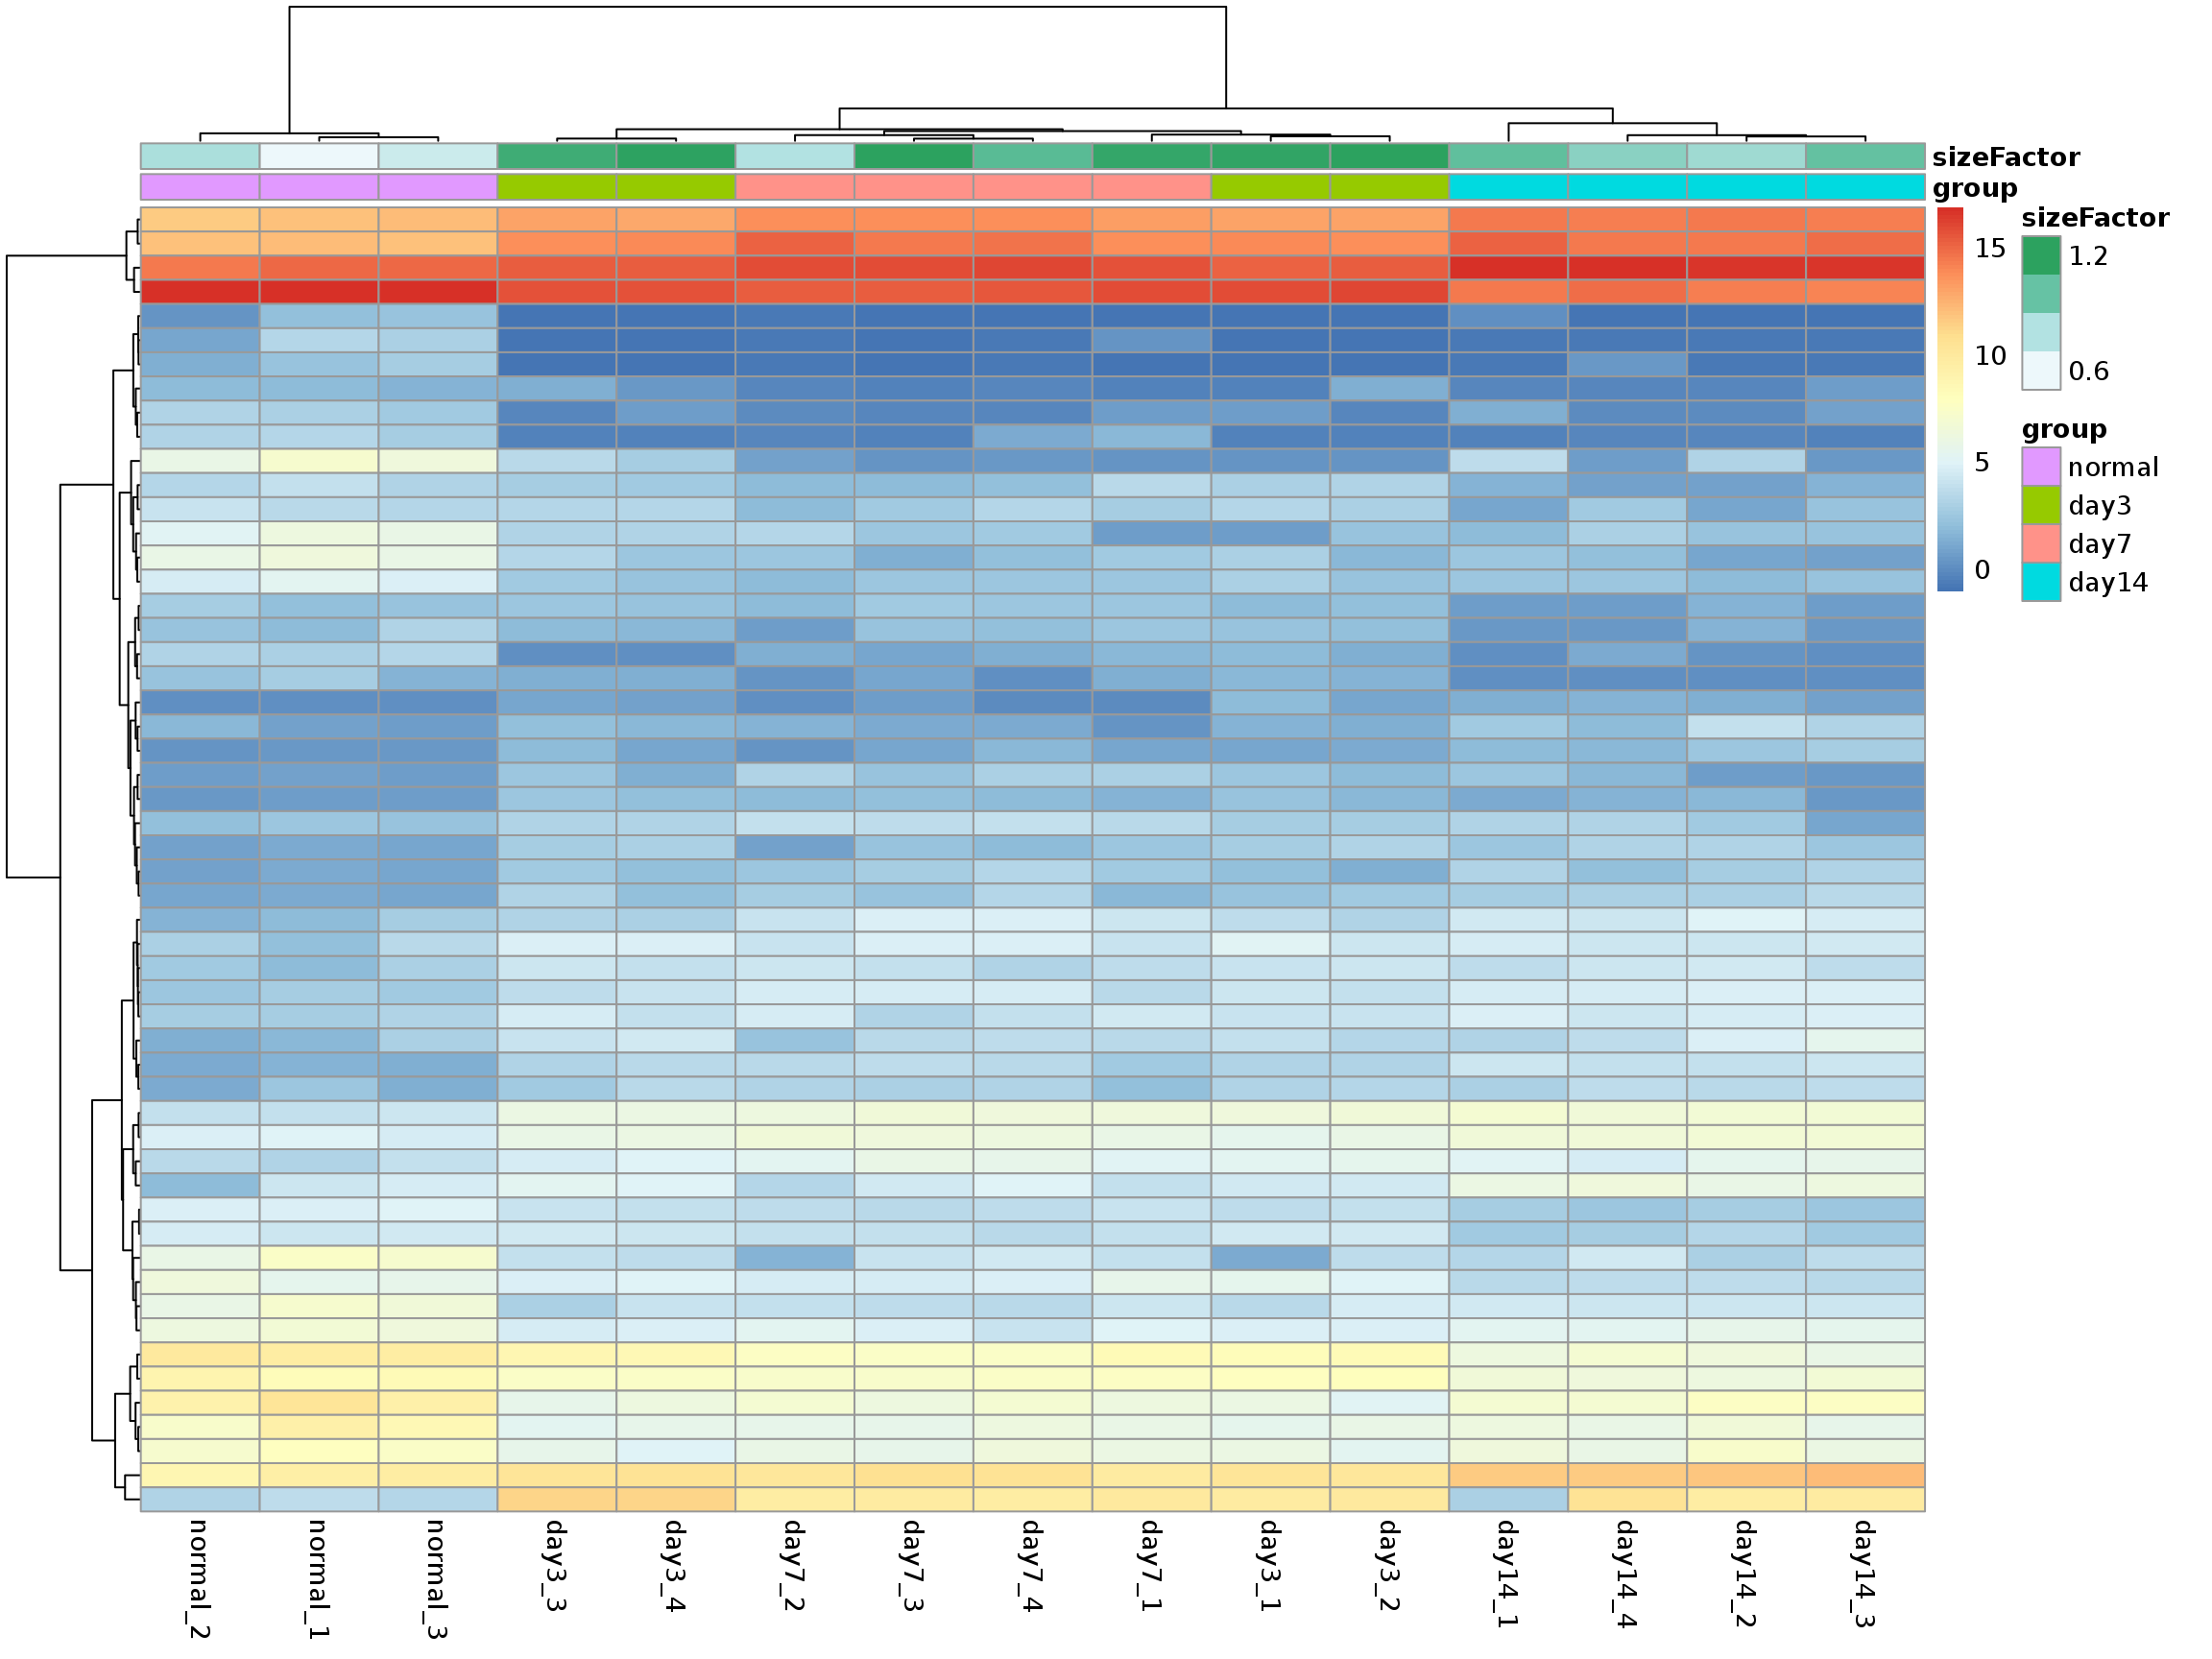 sizeFactor
group
15
10
5
0
sizeFactor
1.2
0.6
group
normal
day3
day7
day14
normal_2
normal_1
normal_3
day3_3
day3_4
day7_2
day7_3
day7_4
day7_1
day3_1
day3_2
day14_1
day14_4
day14_2
day14_3